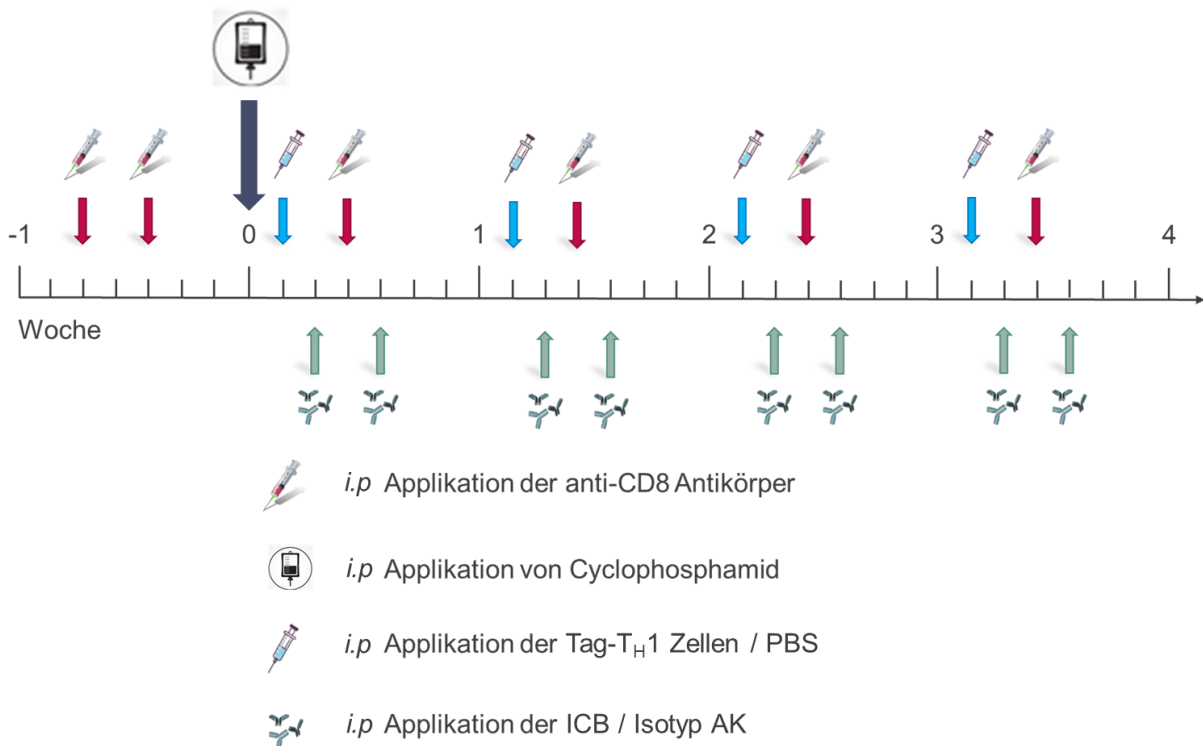 -1 0 1 2 3 4
Woche
i.p Applikation der anti-CD8 Antikörper
i.p Applikation von Cyclophosphamid
i.p Applikation der Tag-TH1 Zellen / PBS
i.p Applikation der ICB / Isotyp AK